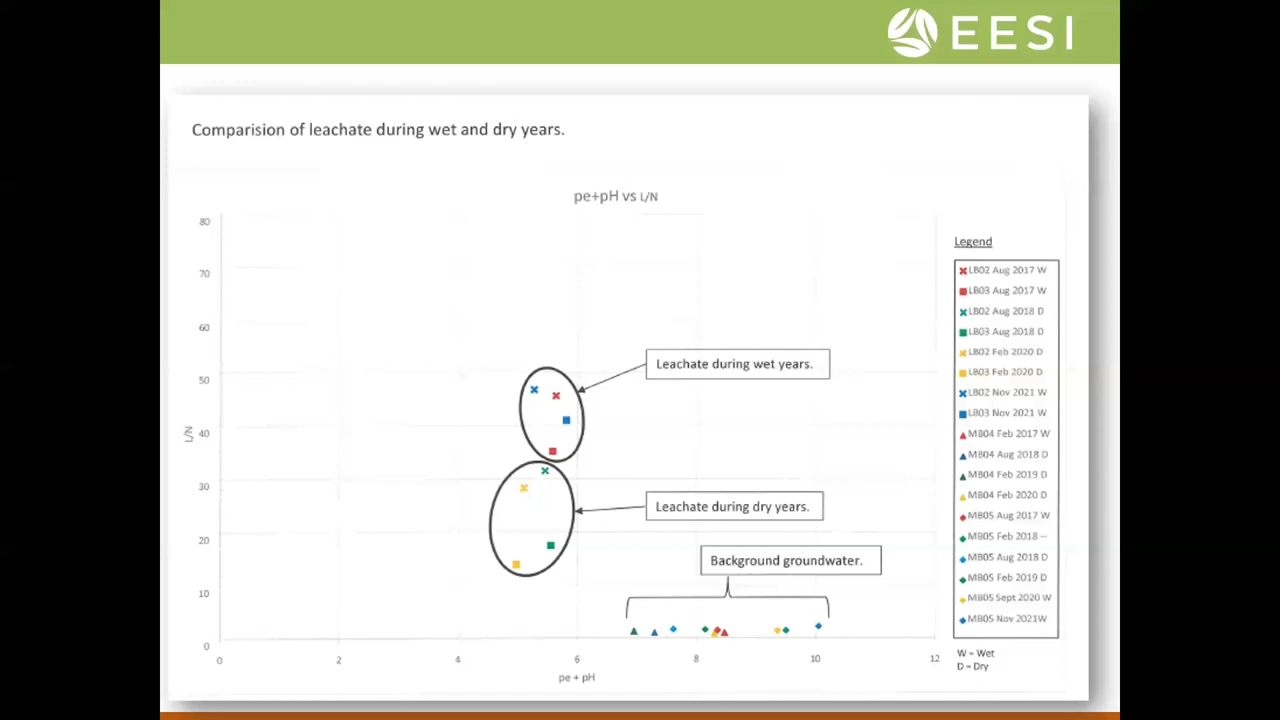 EESI
Comparision of leachate during wet and dry years.
pe+pH vs L/N
80
70
60
50
40
30
20
10
0
L/N
0
2
4
6
8
10
12
pe + pH
Leachate during wet years.
Leachate during dry years.
Background groundwater.
Legend
LB02 Aug 2017 W
LB03 Aug 2017 W
LB02 Aug 2018 D
LB03 Aug 2018 D
LB02 Feb 2020 D
LB03 Feb 2020 D
LB02 Nov 2021 W
LB03 Nov 2021 W
MB04 Feb 2017 W
MB04 Aug 2018 D
MB04 Feb 2019 D
MB04 Feb 2020 D
MB05 Aug 2017 W
MB05 Feb 2018 --
MB05 Aug 2018 D
MB05 Feb 2019 D
MB05 Sept 2020 W
MB05 Nov 2021W
W = Wet
D = Dry